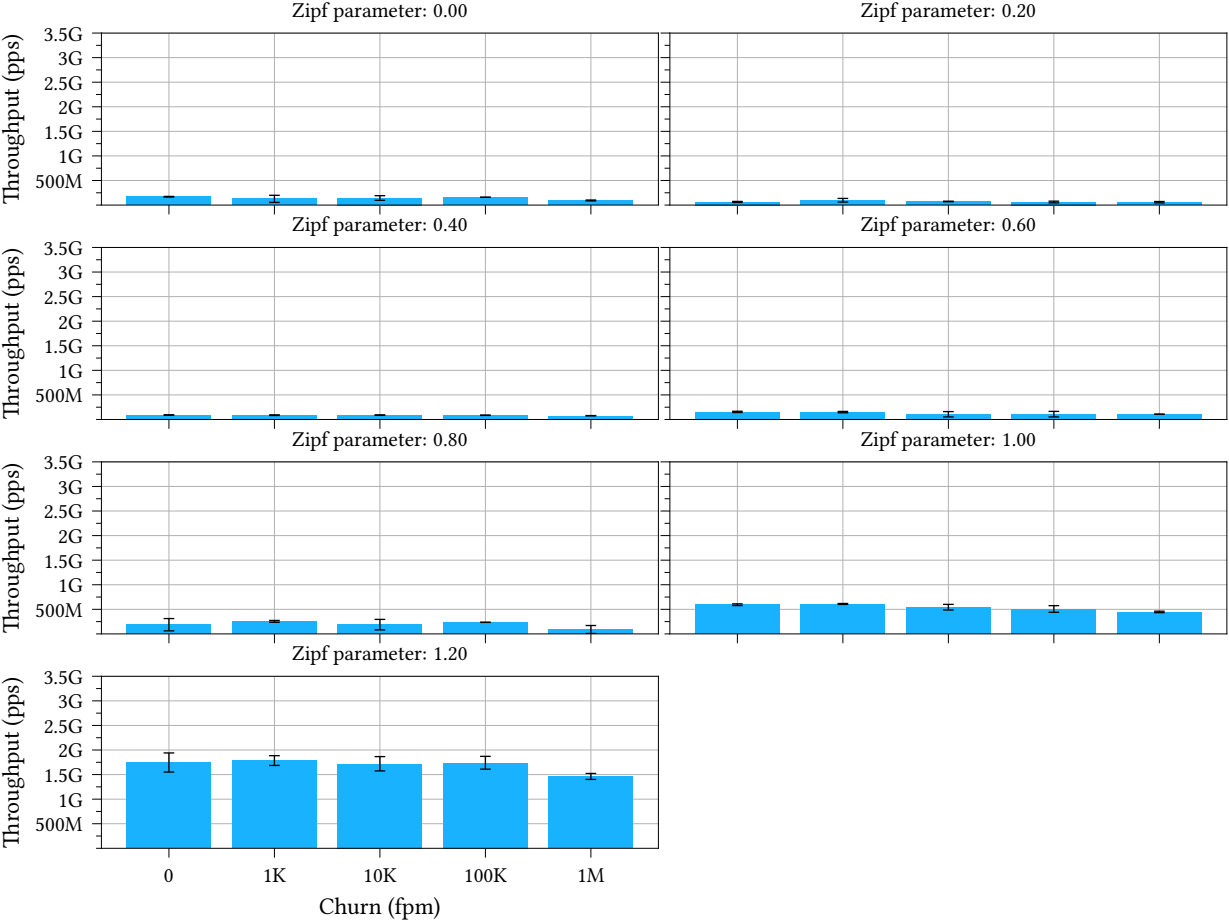 Zipf parameter: 0.00
Zipf parameter: 0.20
Throughput (pps)
3.5G
3G
2.5G
2G
1.5G
1G
500M
Zipf parameter: 0.40
Zipf parameter: 0.60
Throughput (pps)
3.5G
3G
2.5G
2G
1.5G
1G
500M
Zipf parameter: 0.80
Zipf parameter: 1.00
Throughput (pps)
3.5G
3G
2.5G
2G
1.5G
1G
500M
Zipf parameter: 1.20
Throughput (pps)
3.5G
3G
2.5G
2G
1.5G
1G
500M
0 1K 10K 100K 1M
Churn (fpm)